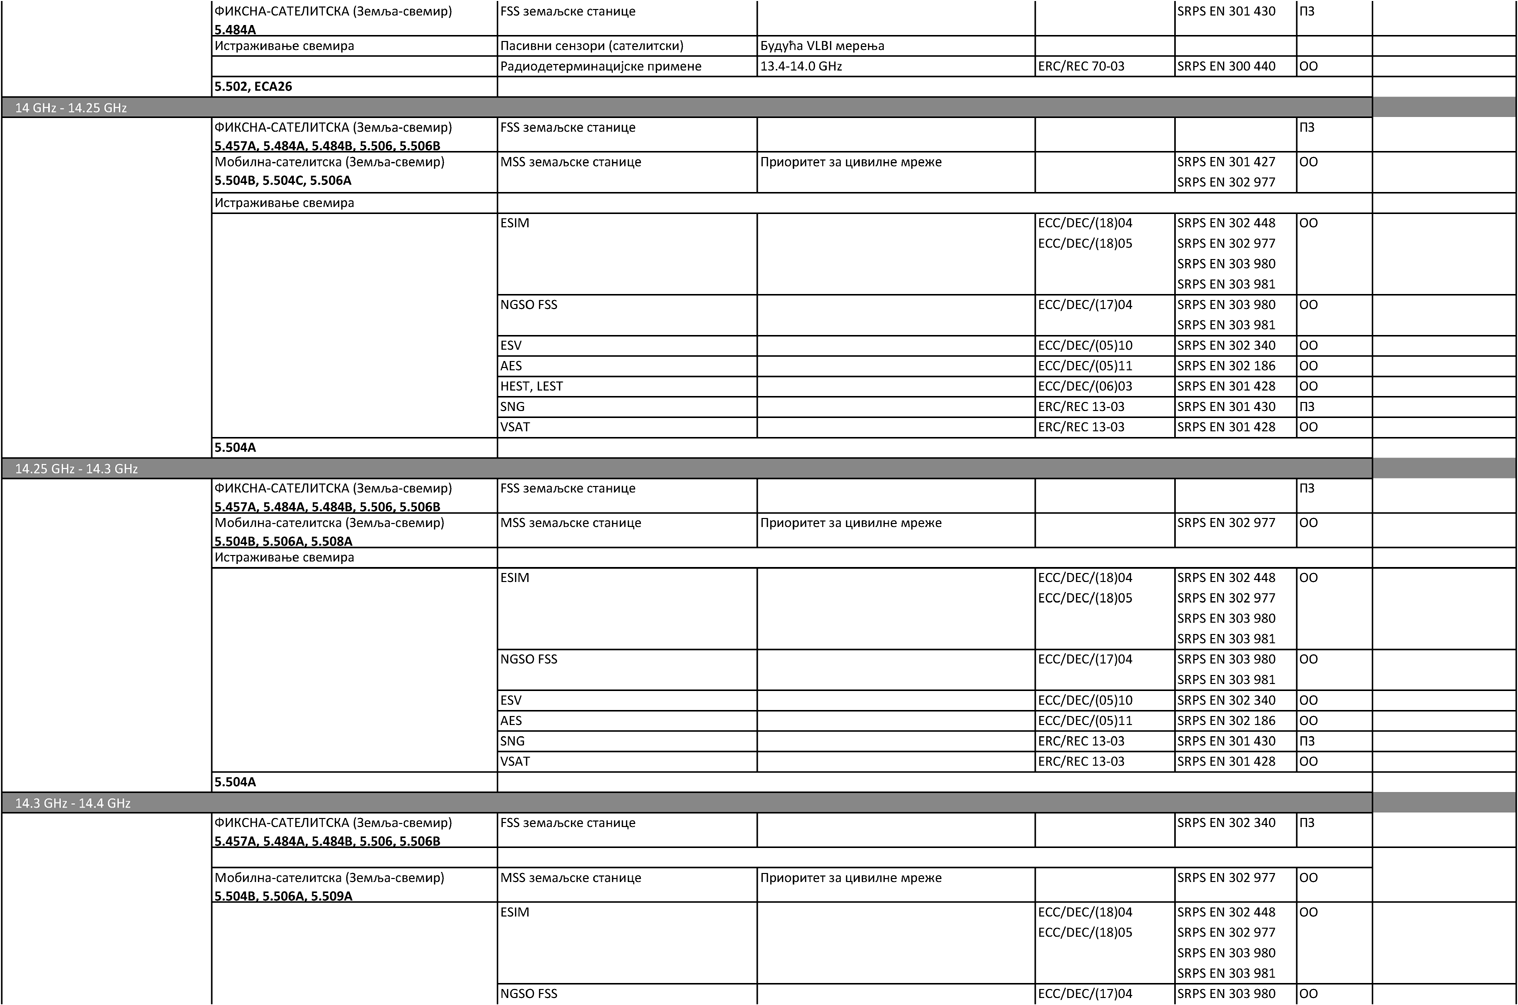 ФИКСНА-САТЕЛИТСКА (Земља-свемир) FSS земаљске станице SRPS EN 301 430 ПЗ
5.484A
Истраживање свемира Пасивни сензори (сателитски) Будућа VLBI мерења
Радиодетерминацијске примене 13.4-14.0 GHz ERC/REC 70-03 SRPS EN 300 440 ОО
5.502, ECA26
14 GHz - 14.25 GHz
ФИКСНА-САТЕЛИТСКА (Земља-свемир) FSS земаљске станице ПЗ
5.457A, 5.484A, 5.484B, 5.506, 5.506B
Мобилна-сателитска (Земља-свемир) MSS земаљске станице Приоритет за цивилне мреже SRPS EN 301 427 ОО
5.504B, 5.504C, 5.506A SRPS EN 302 977
Истраживање свемира
ESIM ECC/DEC/(18)04 SRPS EN 302 448 ОО
ECC/DEC/(18)05 SRPS EN 302 977
SRPS EN 303 980
SRPS EN 303 981
NGSO FSS ECC/DEC/(17)04 SRPS EN 303 980 ОО
SRPS EN 303 981
ESV ECC/DEC/(05)10 SRPS EN 302 340 ОО
AES ECC/DEC/(05)11 SRPS EN 302 186 ОО
HEST, LEST ECC/DEC/(06)03 SRPS EN 301 428 ОО
SNG ERC/REC 13-03 SRPS EN 301 430 ПЗ
VSAT ERC/REC 13-03 SRPS EN 301 428 ОО
5.504A
14.25 GHz - 14.3 GHz
ФИКСНА-САТЕЛИТСКА (Земља-свемир) FSS земаљске станице ПЗ
5.457A, 5.484A, 5.484B, 5.506, 5.506B
Мобилна-сателитска (Земља-свемир) MSS земаљске станице Приоритет за цивилне мреже SRPS EN 302 977 ОО
5.504B, 5.506A, 5.508A
Истраживање свемира
ESIM ECC/DEC/(18)04 SRPS EN 302 448 ОО
ECC/DEC/(18)05 SRPS EN 302 977
SRPS EN 303 980
SRPS EN 303 981
NGSO FSS ECC/DEC/(17)04 SRPS EN 303 980 ОО
SRPS EN 303 981
ESV ECC/DEC/(05)10 SRPS EN 302 340 ОО
AES ECC/DEC/(05)11 SRPS EN 302 186 ОО
SNG ERC/REC 13-03 SRPS EN 301 430 ПЗ
VSAT ERC/REC 13-03 SRPS EN 301 428 ОО
5.504A
14.3 GHz - 14.4 GHz
ФИКСНА-САТЕЛИТСКА (Земља-свемир) FSS земаљске станице SRPS EN 302 340 ПЗ
5.457A, 5.484A, 5.484B, 5.506, 5.506B
Мобилна-сателитска (Земља-свемир) MSS земаљске станице Приоритет за цивилне мреже SRPS EN 302 977 ОО
5.504B, 5.506A, 5.509A
ESIM ECC/DEC/(18)04 SRPS EN 302 448 ОО
ECC/DEC/(18)05 SRPS EN 302 977
SRPS EN 303 980
SRPS EN 303 981
NGSO FSS ECC/DEC/(17)04 SRPS EN 303 980 ОО